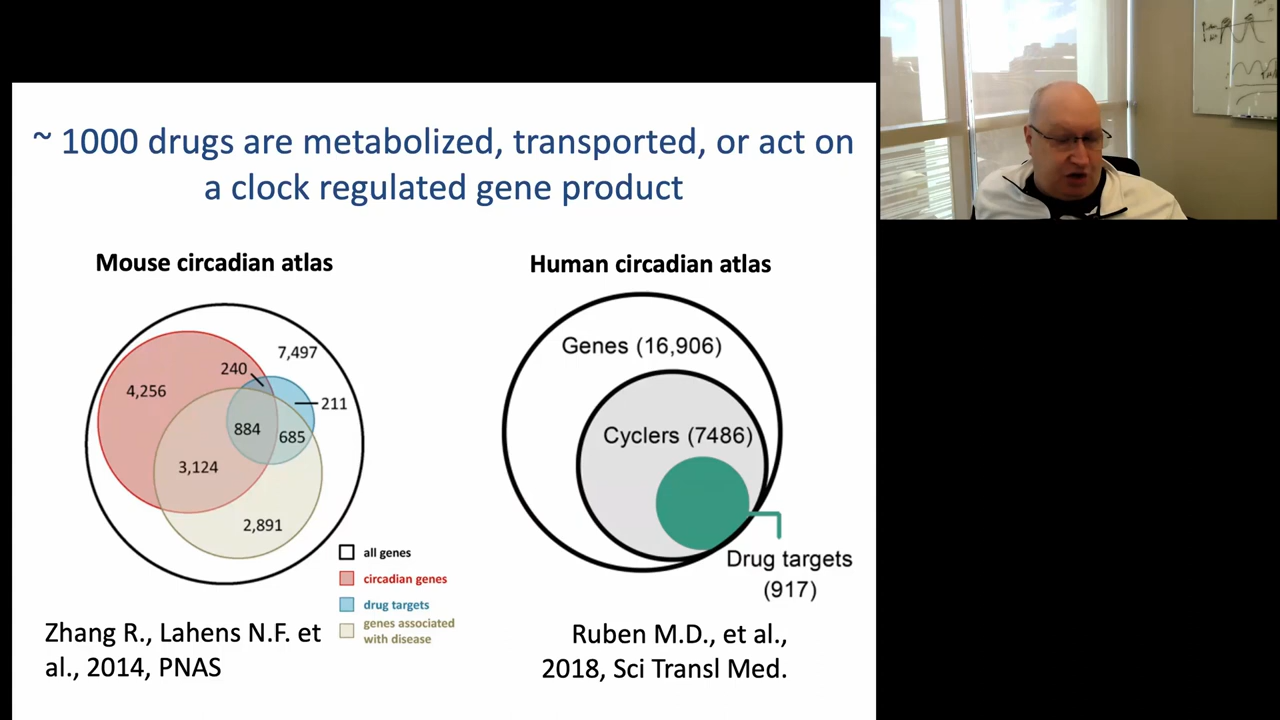 ~ 1000 drugs are metabolized, transported, or act on
a clock regulated gene product
Mouse circadian atlas
7,497
240
4,256
211
884
685
3,124
2,891
all genes
circadian genes
drug targets
genes associated
with disease
Zhang R., Lahens N.F. et
al., 2014, PNAS
Human circadian atlas
Genes (16,906)
Cyclers (7486)
Drug targets
(917)
Ruben M.D., et al.,
2018, Sci Transl Med.